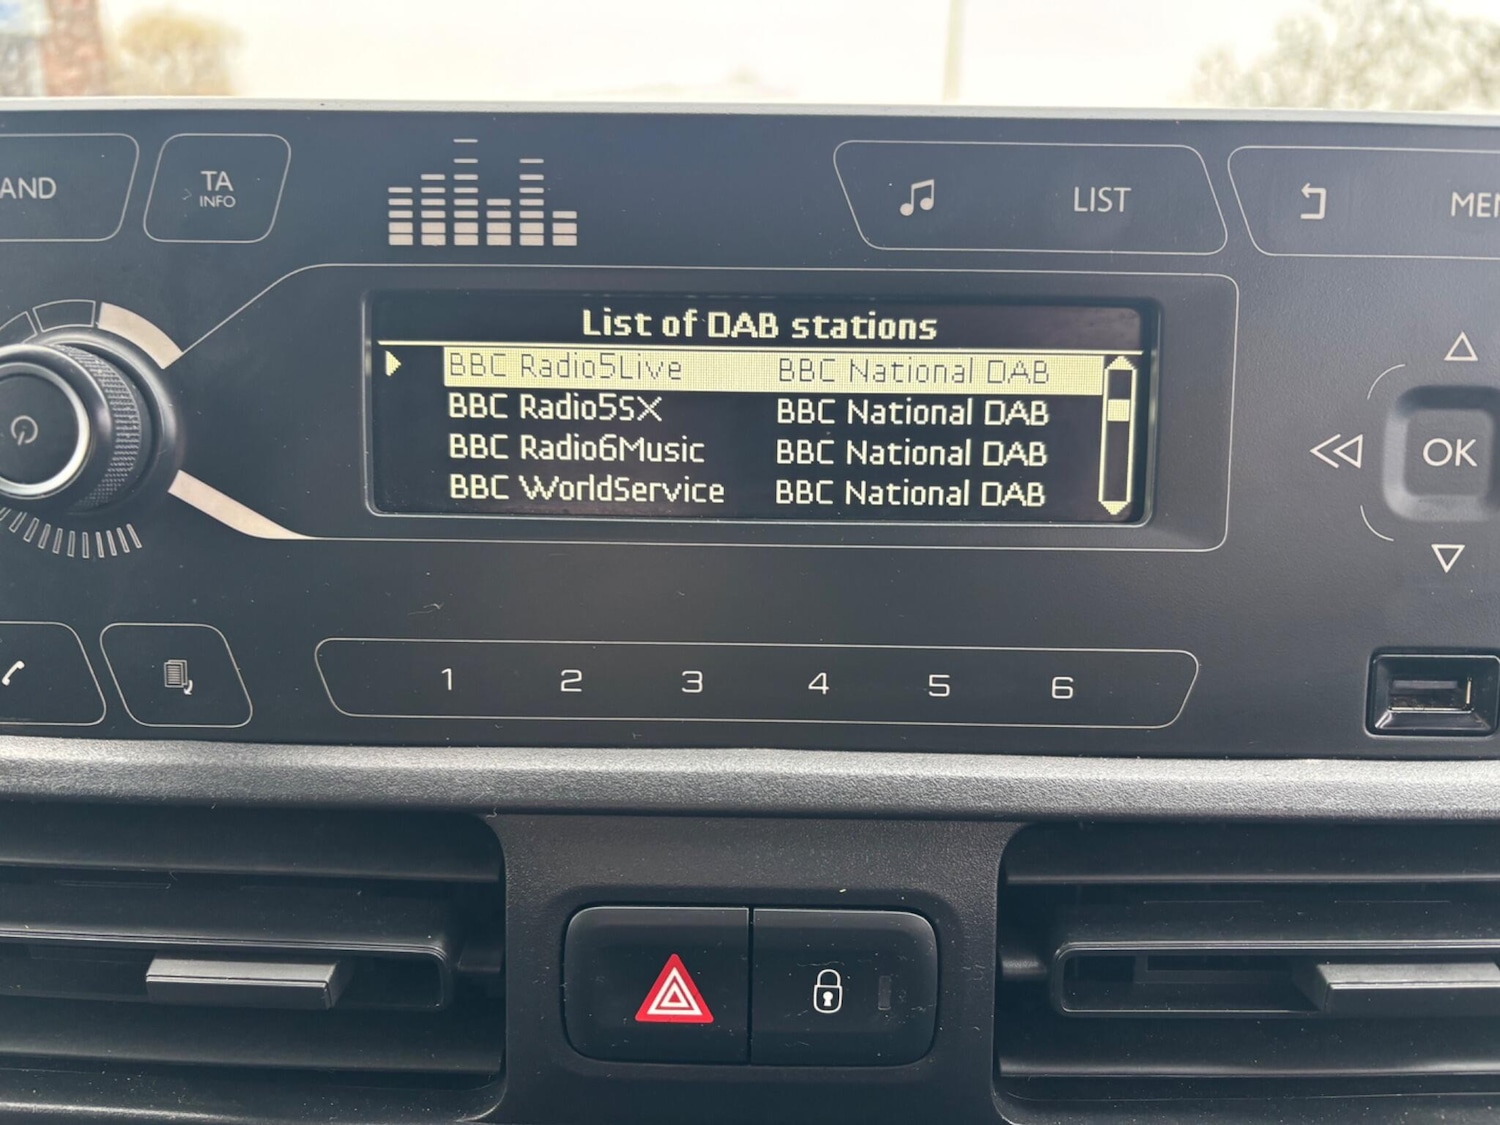 AND
TA
INFO
LIST
MEN
List of DAB stations
BBC Radio5Live BBC National DAB
BBC Radio5SX BBC National DAB
BBC Radio6Music BBC National DAB
BBC WorldService BBC National DAB
OK
1 2 3 4 5 6